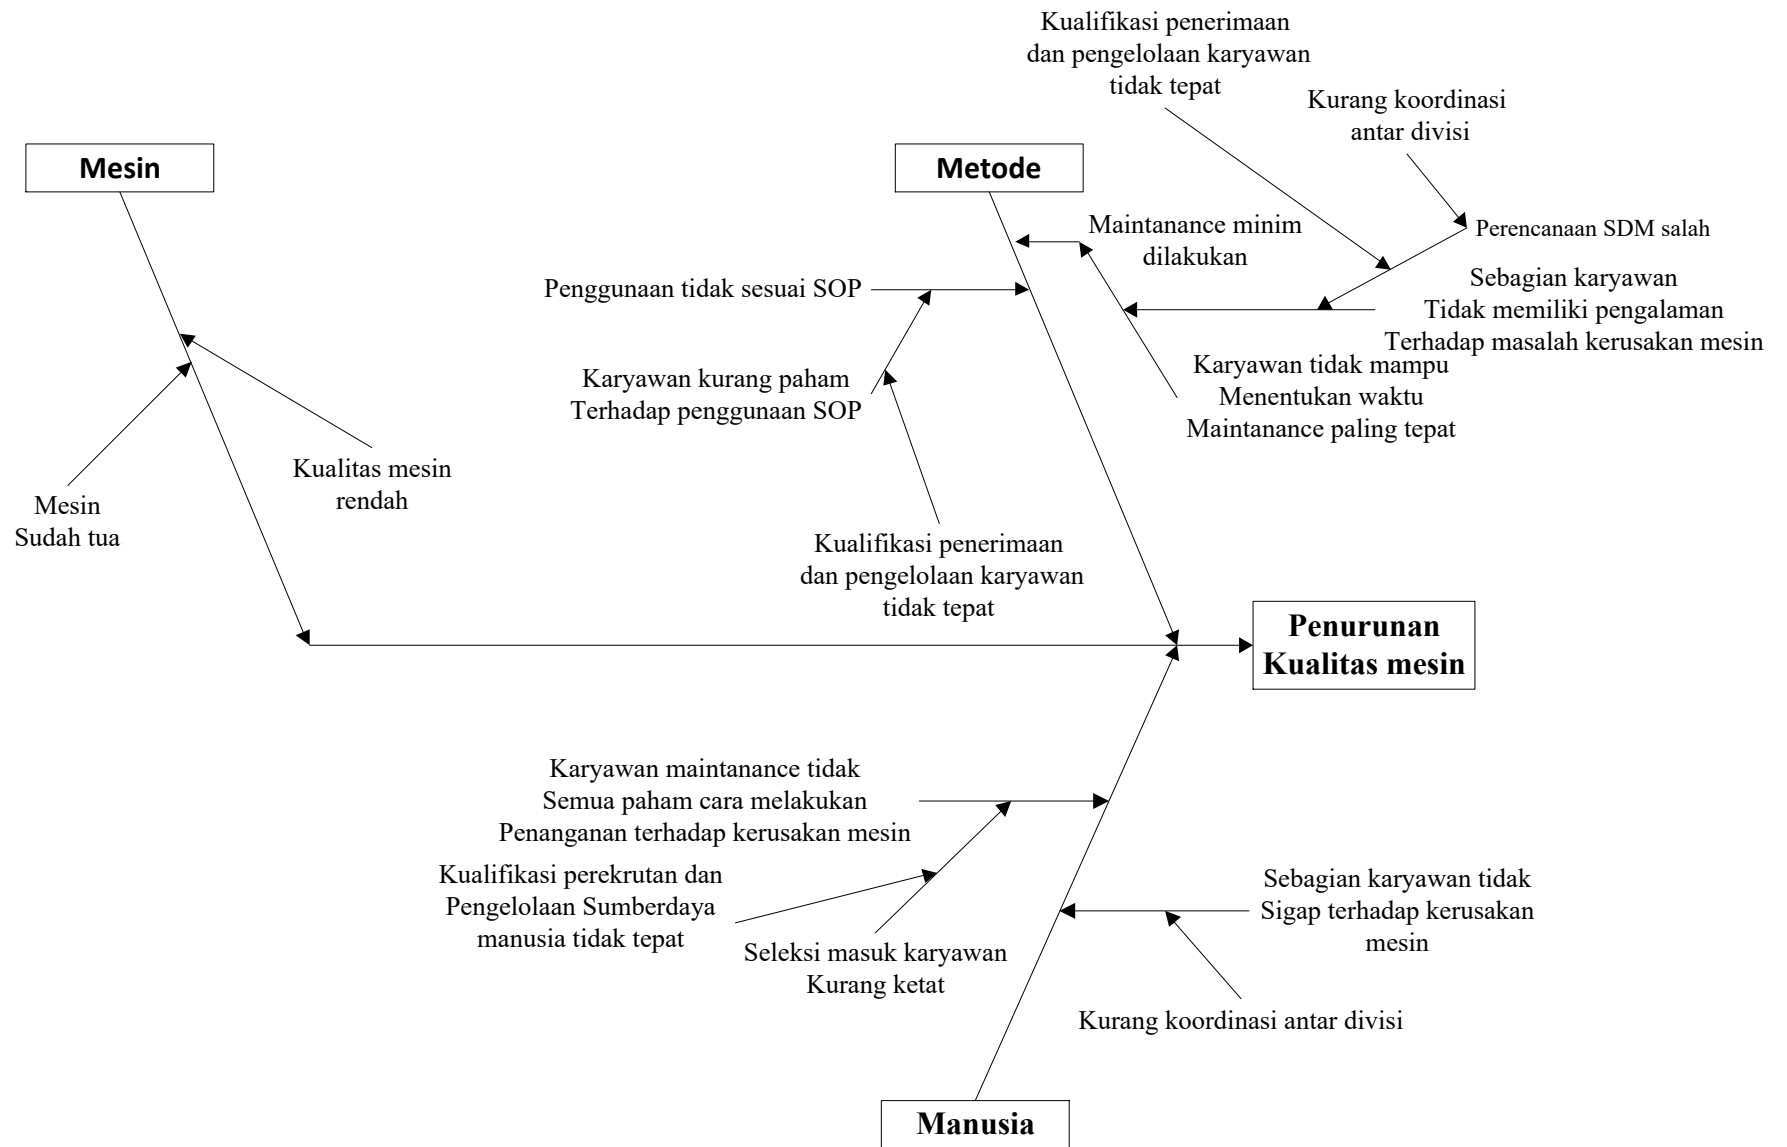 Kualifikasi penerimaan
dan pengelolaan karyawan
tidak tepat
Kurang koordinasi
antar divisi
Mesin
Metode
Maintanance minim
dilakukan
Perencanaan SDM salah
Penggunaan tidak sesuai SOP
Sebagian karyawan
Tidak memiliki pengalaman
Terhadap masalah kerusakan mesin
Karyawan kurang paham
Terhadap penggunaan SOP
Karyawan tidak mampu
Menentukan waktu
Maintanance paling tepat
Kualitas mesin
rendah
Mesin
Sudah tua
Kualifikasi penerimaan
dan pengelolaan karyawan
tidak tepat
Penurunan
Kualitas mesin
Karyawan maintanance tidak
Semua paham cara melakukan
Penanganan terhadap kerusakan mesin
Kualifikasi perekrutan dan
Pengelolaan Sumberdaya
manusia tidak tepat
Seleksi masuk karyawan
Kurang ketat
Sebagian karyawan tidak
Sigap terhadap kerusakan
mesin
Kurang koordinasi antar divisi
Manusia